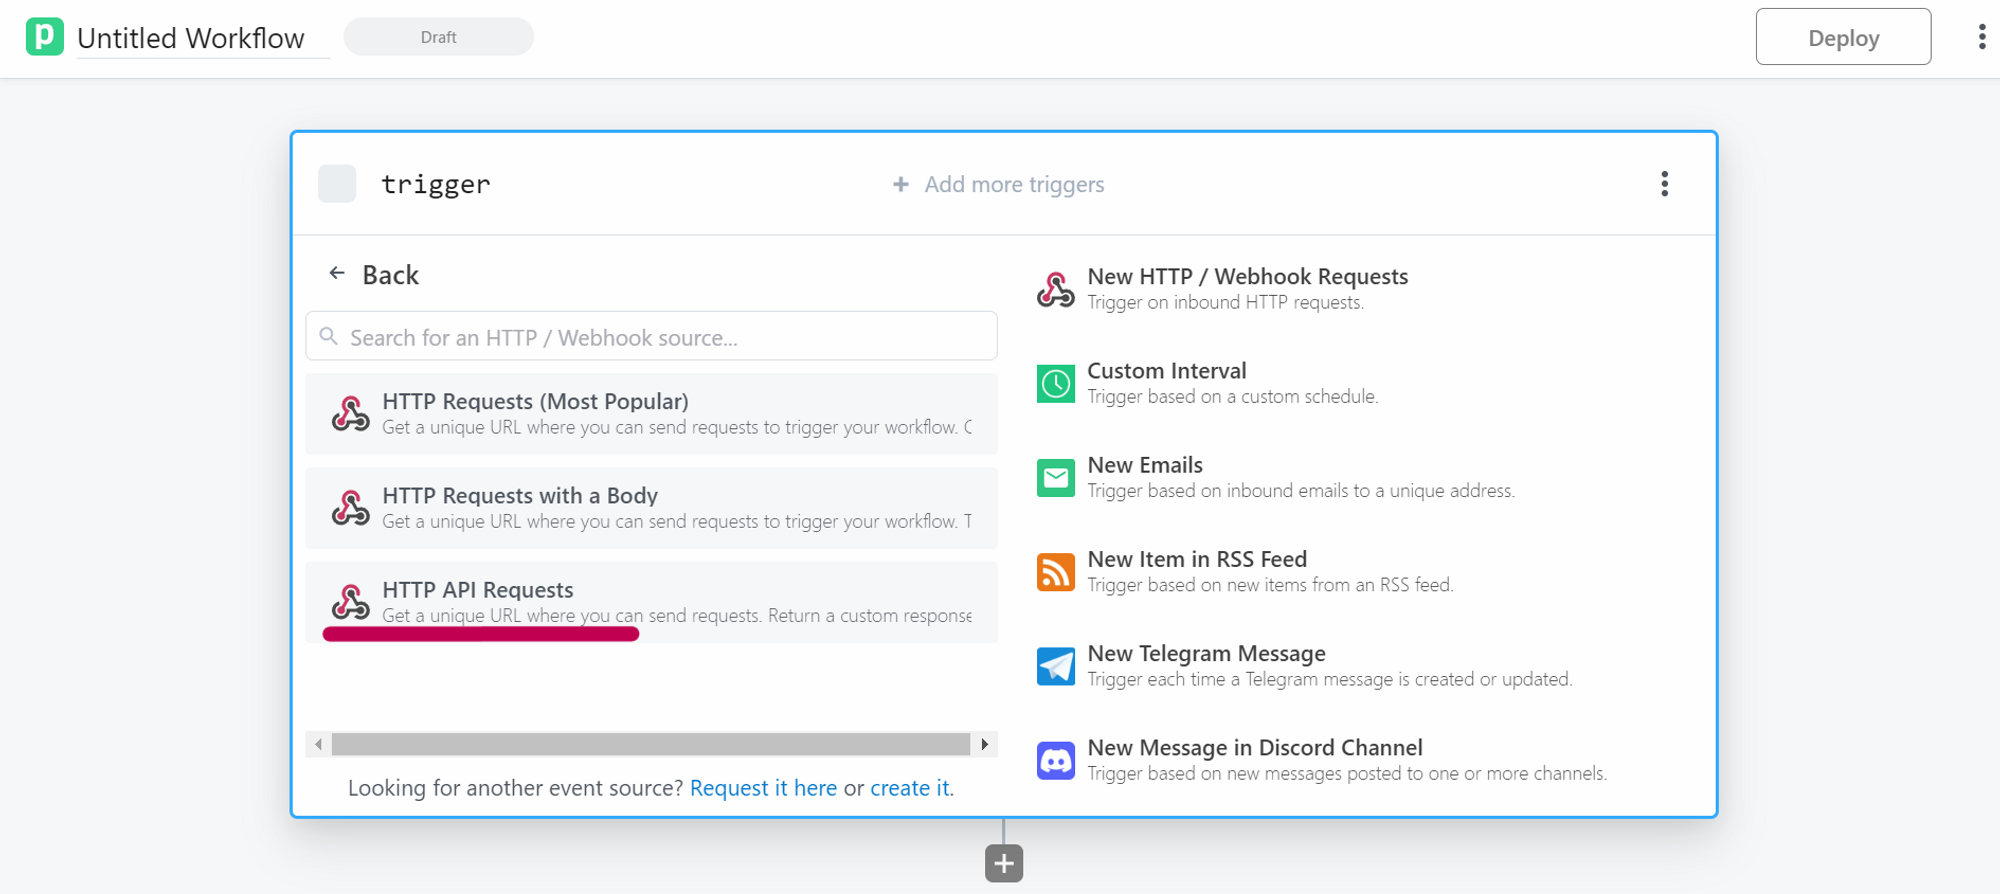 p Untitled Workflow Draft Deploy
trigger + Add more triggers
Back
Search for an HTTP / Webhook source...
HTTP Requests (Most Popular)
Get a unique URL where you can send requests to trigger your workflow. C
HTTP Requests with a Body
Get a unique URL where you can send requests to trigger your workflow. T
HTTP API Requests
Get a unique URL where you can send requests. Return a custom response
Looking for another event source? Request it here or create it.
New HTTP / Webhook Requests
Trigger on inbound HTTP requests.
Custom Interval
Trigger based on a custom schedule.
New Emails
Trigger based on inbound emails to a unique address.
New Item in RSS Feed
Trigger based on new items from an RSS feed.
New Telegram Message
Trigger each time a Telegram message is created or updated.
New Message in Discord Channel
Trigger based on new messages posted to one or more channels.